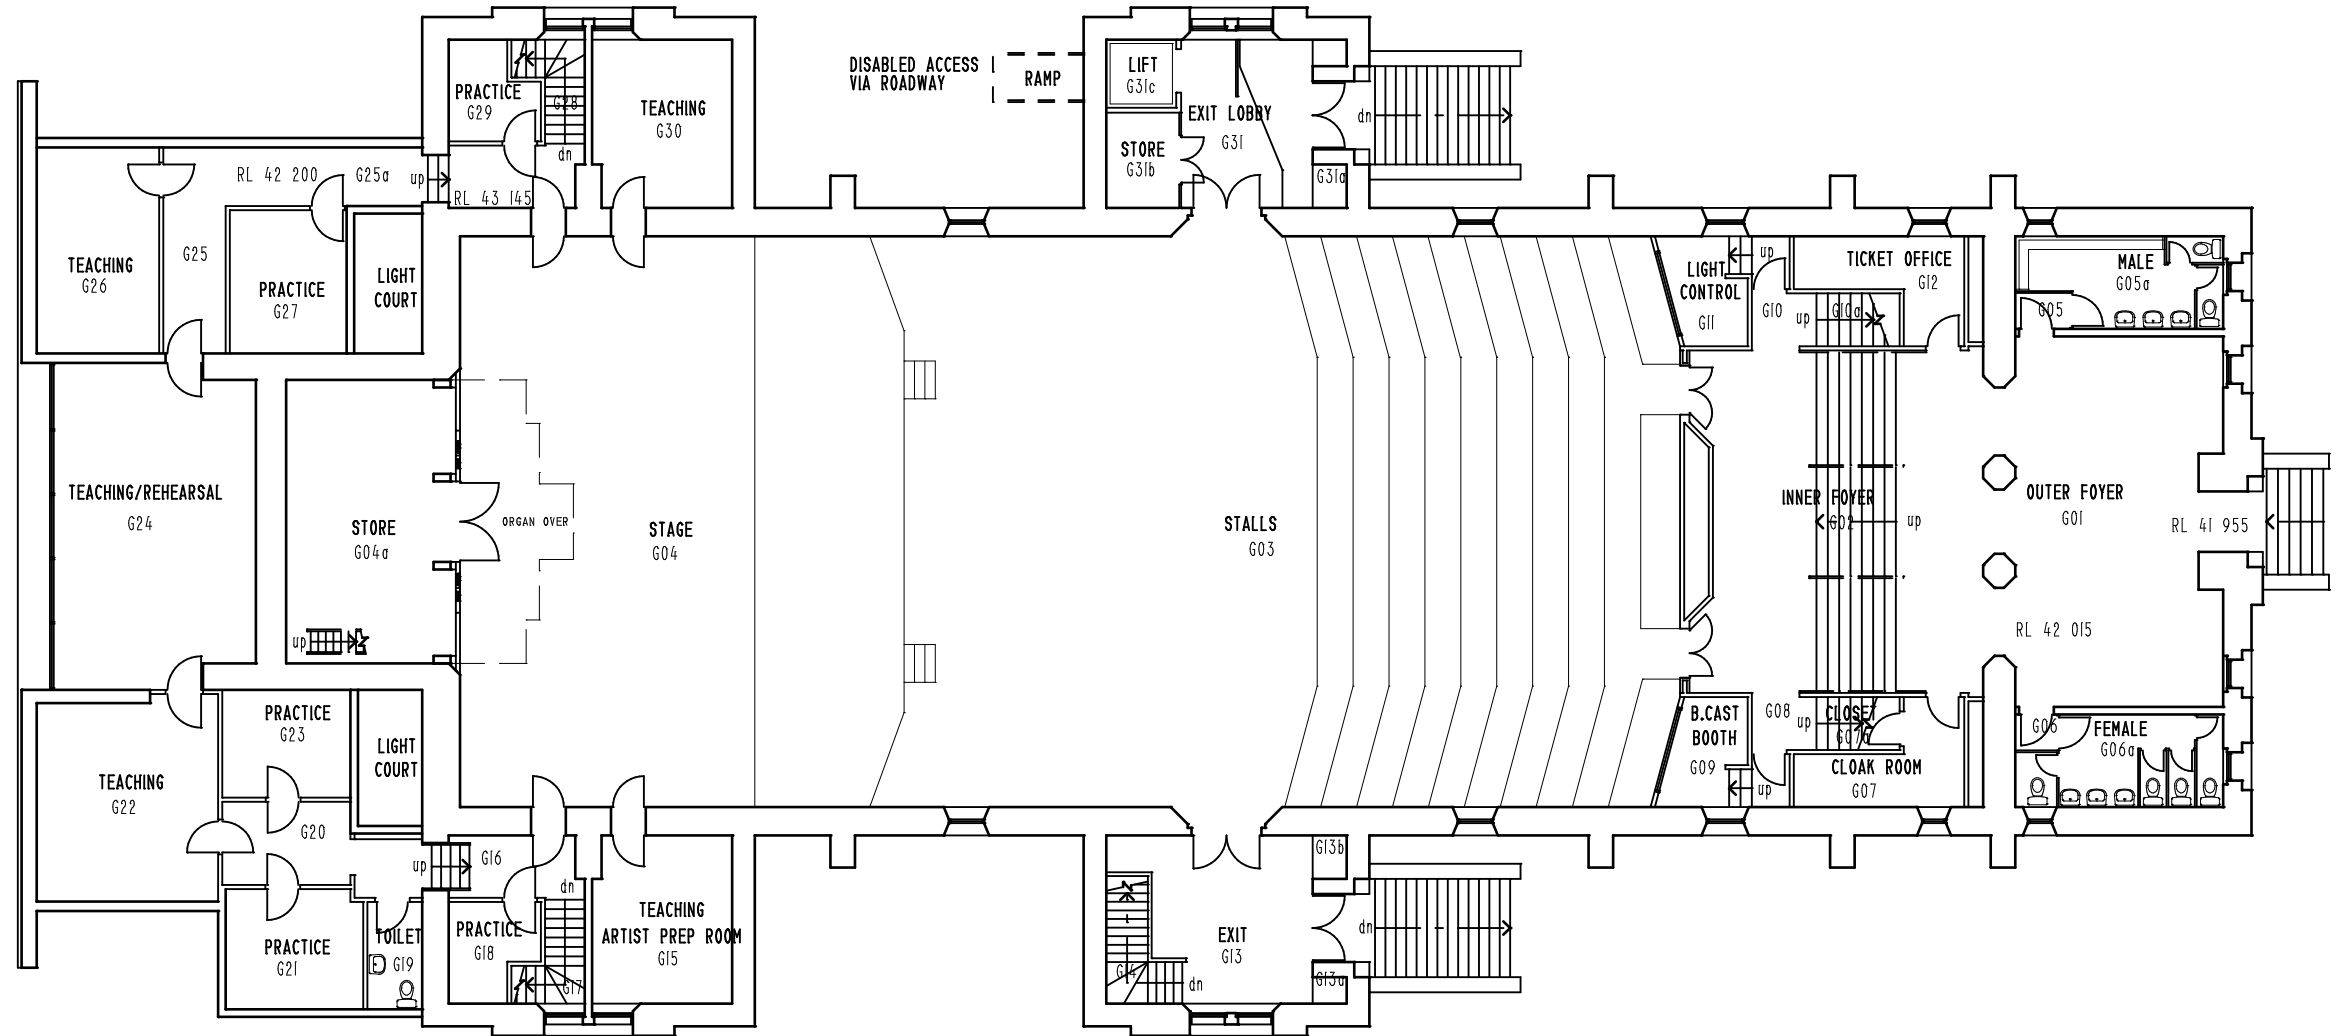 DISABLED ACCESS
VIA ROADWAY
RAMP
LIFT
G31c
PRACTICE
G29
G28
TEACHING
G30
EXIT LOBBY
G31
STORE
G31b
G31a
dn
dn
RL 42 200
G25a
up
RL 43 145
TEACHING
G26
G25
PRACTICE
G27
LIGHT
COURT
LIGHT
CONTROL
G11
up
G10
up
G10a
TICKET OFFICE
G12
MALE
G05a
G05
TEACHING/REHEARSAL
G24
STORE
G04a
up
ORGAN OVER
STAGE
G04
STALLS
G03
INNER FOYER
G02
up
OUTER FOYER
G01
RL 41 955
RL 42 015
PRACTICE
G23
LIGHT
COURT
TEACHING
G22
G20
up
G16
dn
B.CAST
BOOTH
G09
up
G08
up
CLOSET
G07a
CLOAK ROOM
G07
G06
FEMALE
G06a
PRACTICE
G21
TOILET
G19
PRACTICE
G18
G17
TEACHING
ARTIST PREP ROOM
G15
G13b
EXIT
G13
G14
dn
G13a
dn